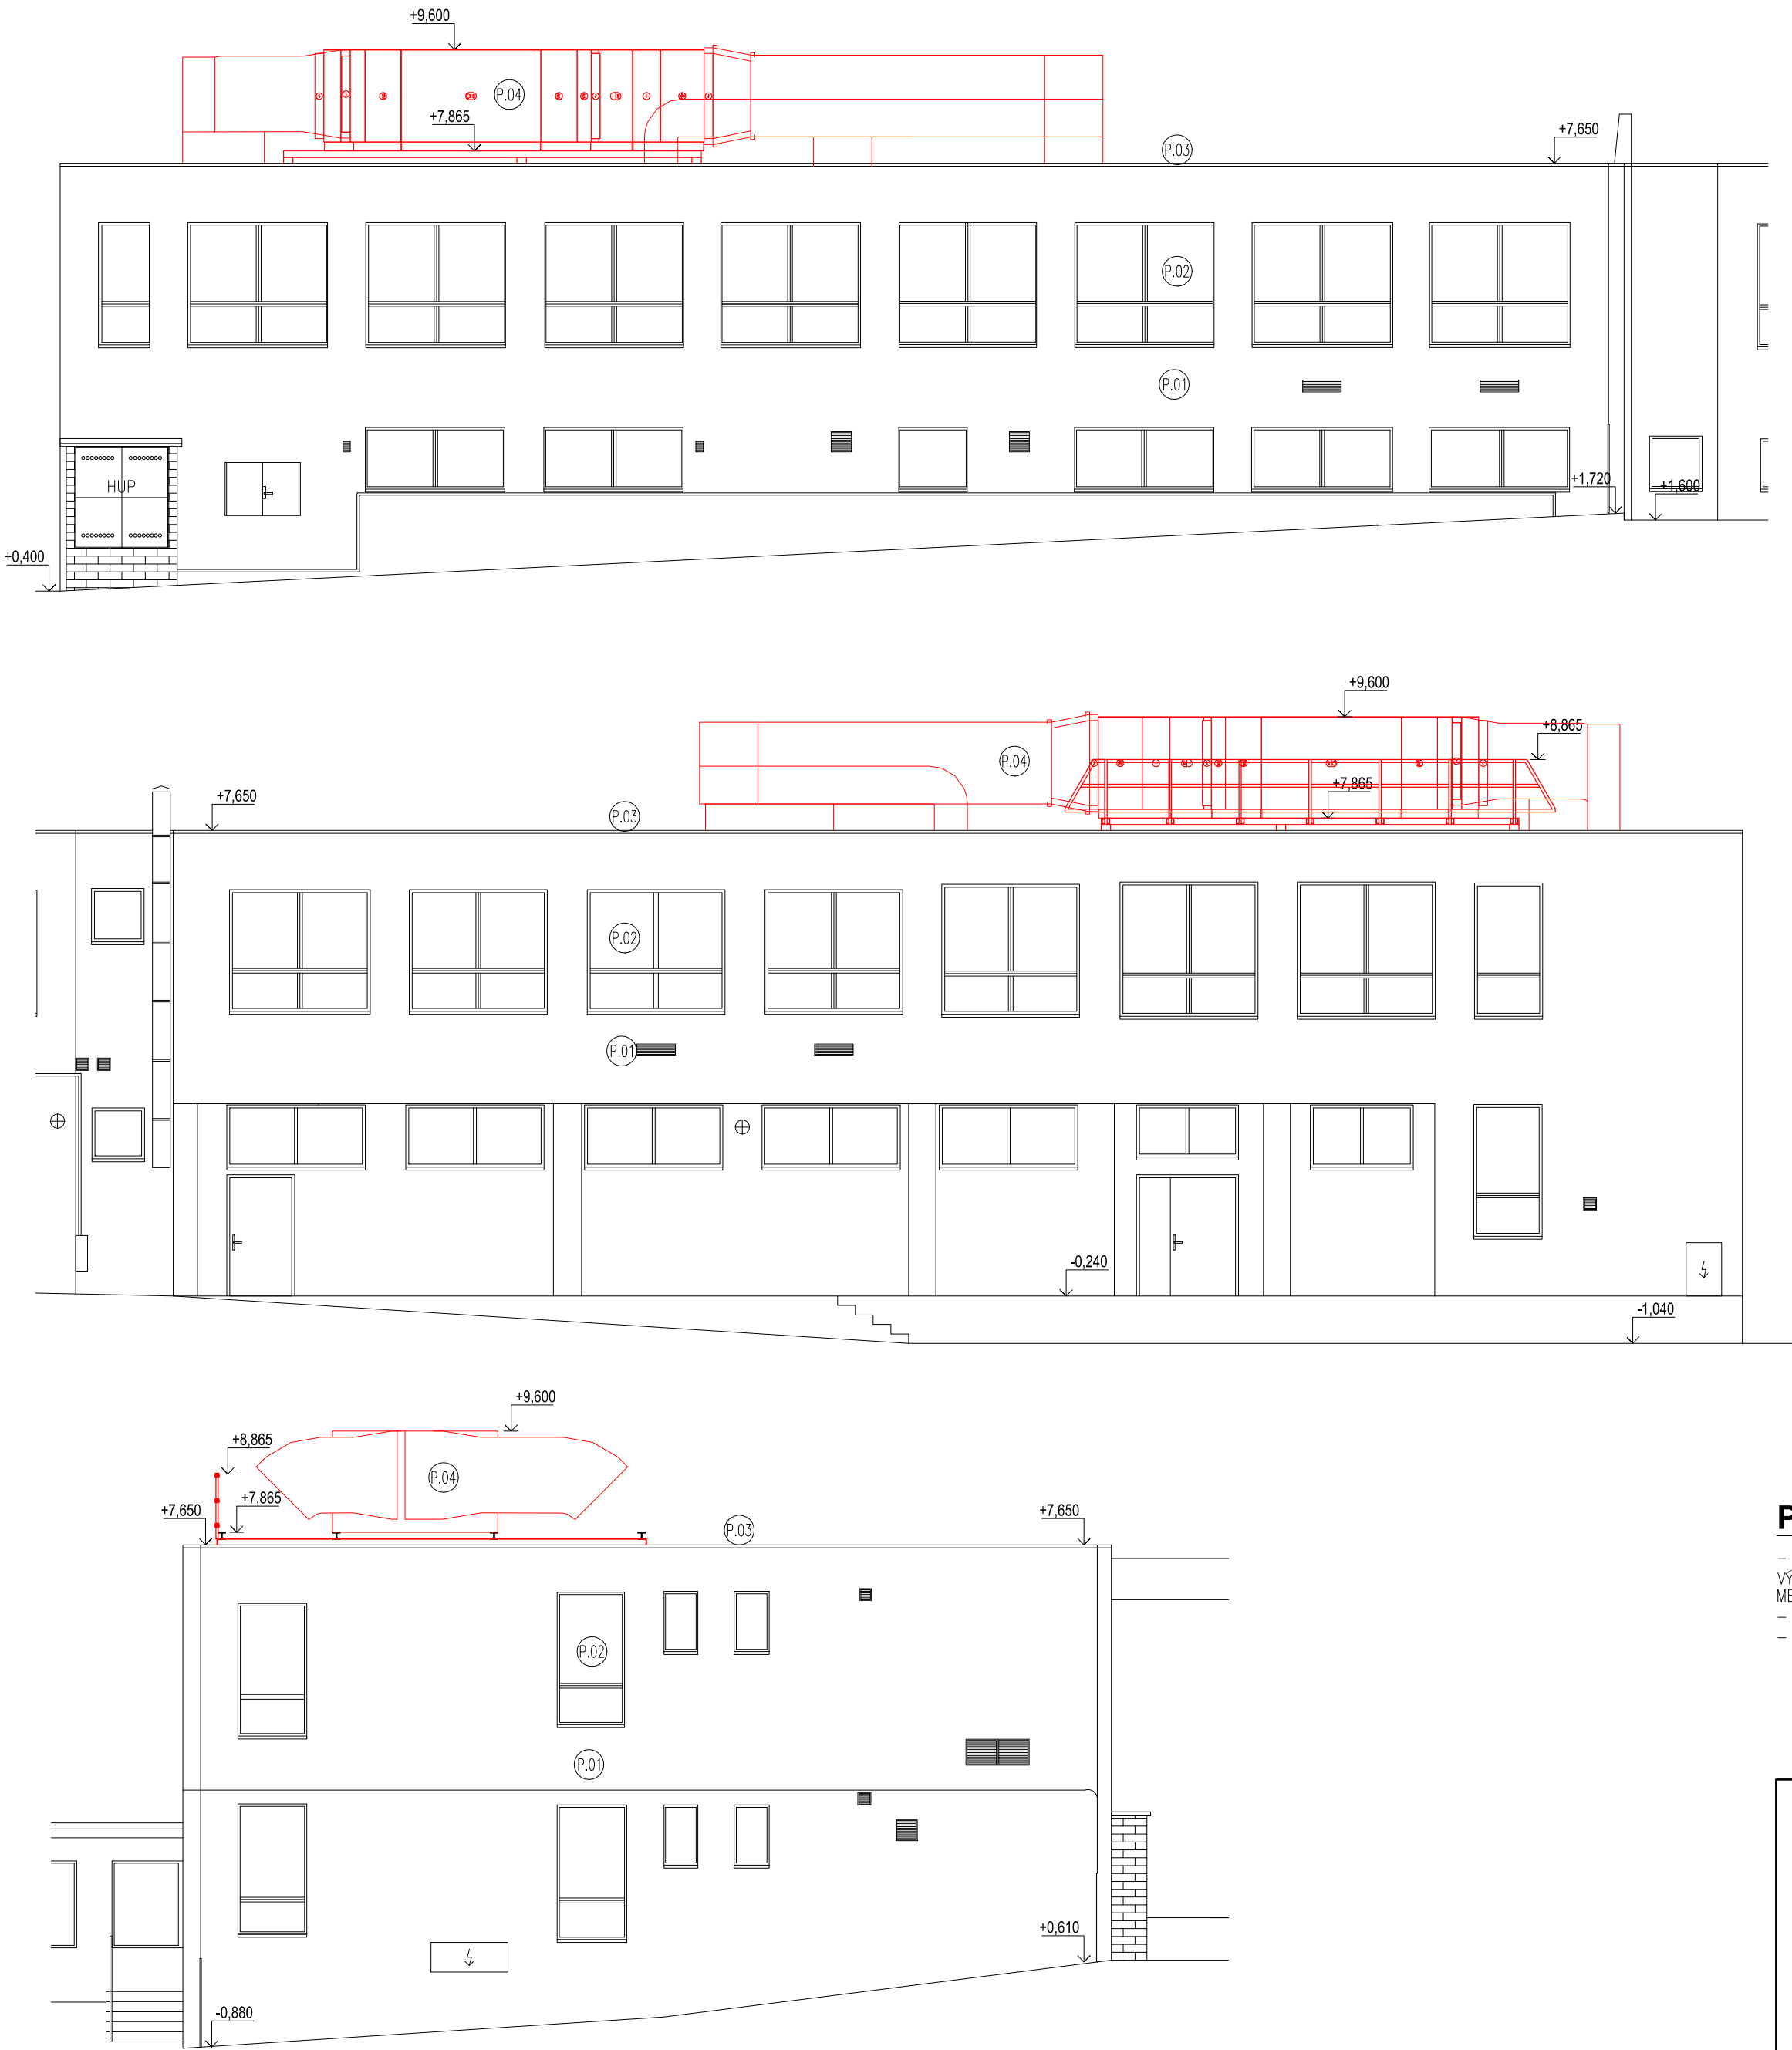 +9,600
P.04
+7,865
P.03
+7,650
P.02
P.01
HUP
+1,720
+1,600
+0,400
+9,600
+8,865
P.04
+7,865
+7,650
P.03
P.02
P.01
-0,240
-1,040
+9,600
+8,865
P.04
+7,865
+7,650
+7,650
P.03
P
–
VÝ
ME
–
–
P.02
P.01
+0,610
-0,880